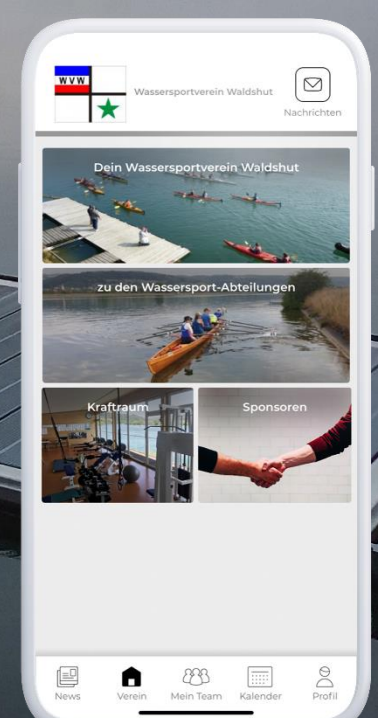 WVW
Wassersportverein Waldshut
Nachrichten
Dein Wassersportverein Waldshut
zu den Wassersport-Abteilungen
Kraftraum
Sponsoren
News
Verein
Mein Team
Kalender
Profil